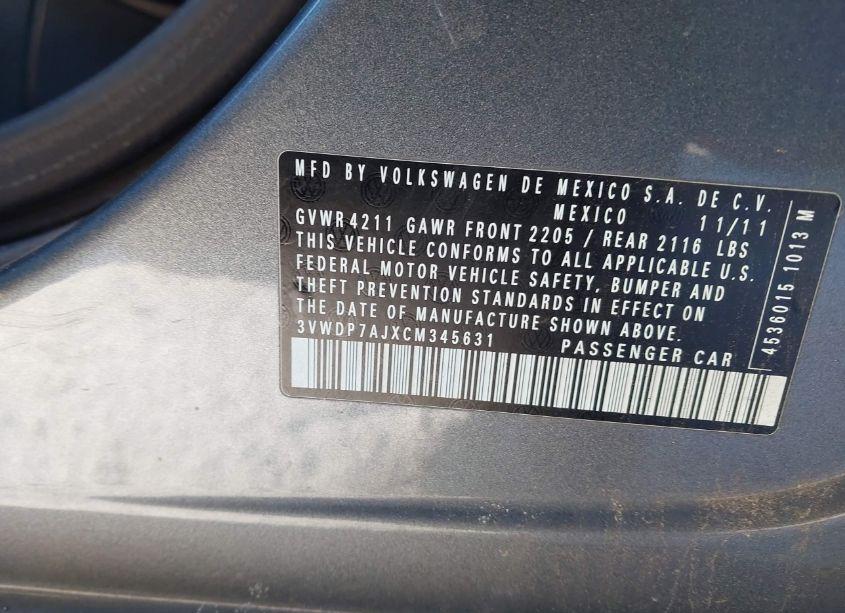 MFD BY VOLKSWAGEN DE MEXICO S.A. DE C.V.
MEXICO 11/11
GVWR 4211 GAWR FRONT 2205 / REAR 2116 LBS
THIS VEHICLE CONFORMS TO ALL APPLICABLE U.S.
FEDERAL MOTOR VEHICLE SAFETY, BUMPER AND
THEFT PREVENTION STANDARDS IN EFFECT ON
THE DATE OF MANUFACTURE SHOWN ABOVE.
3VWDP7AJXCM345631 PASSENGER CAR
4536015 1013 M